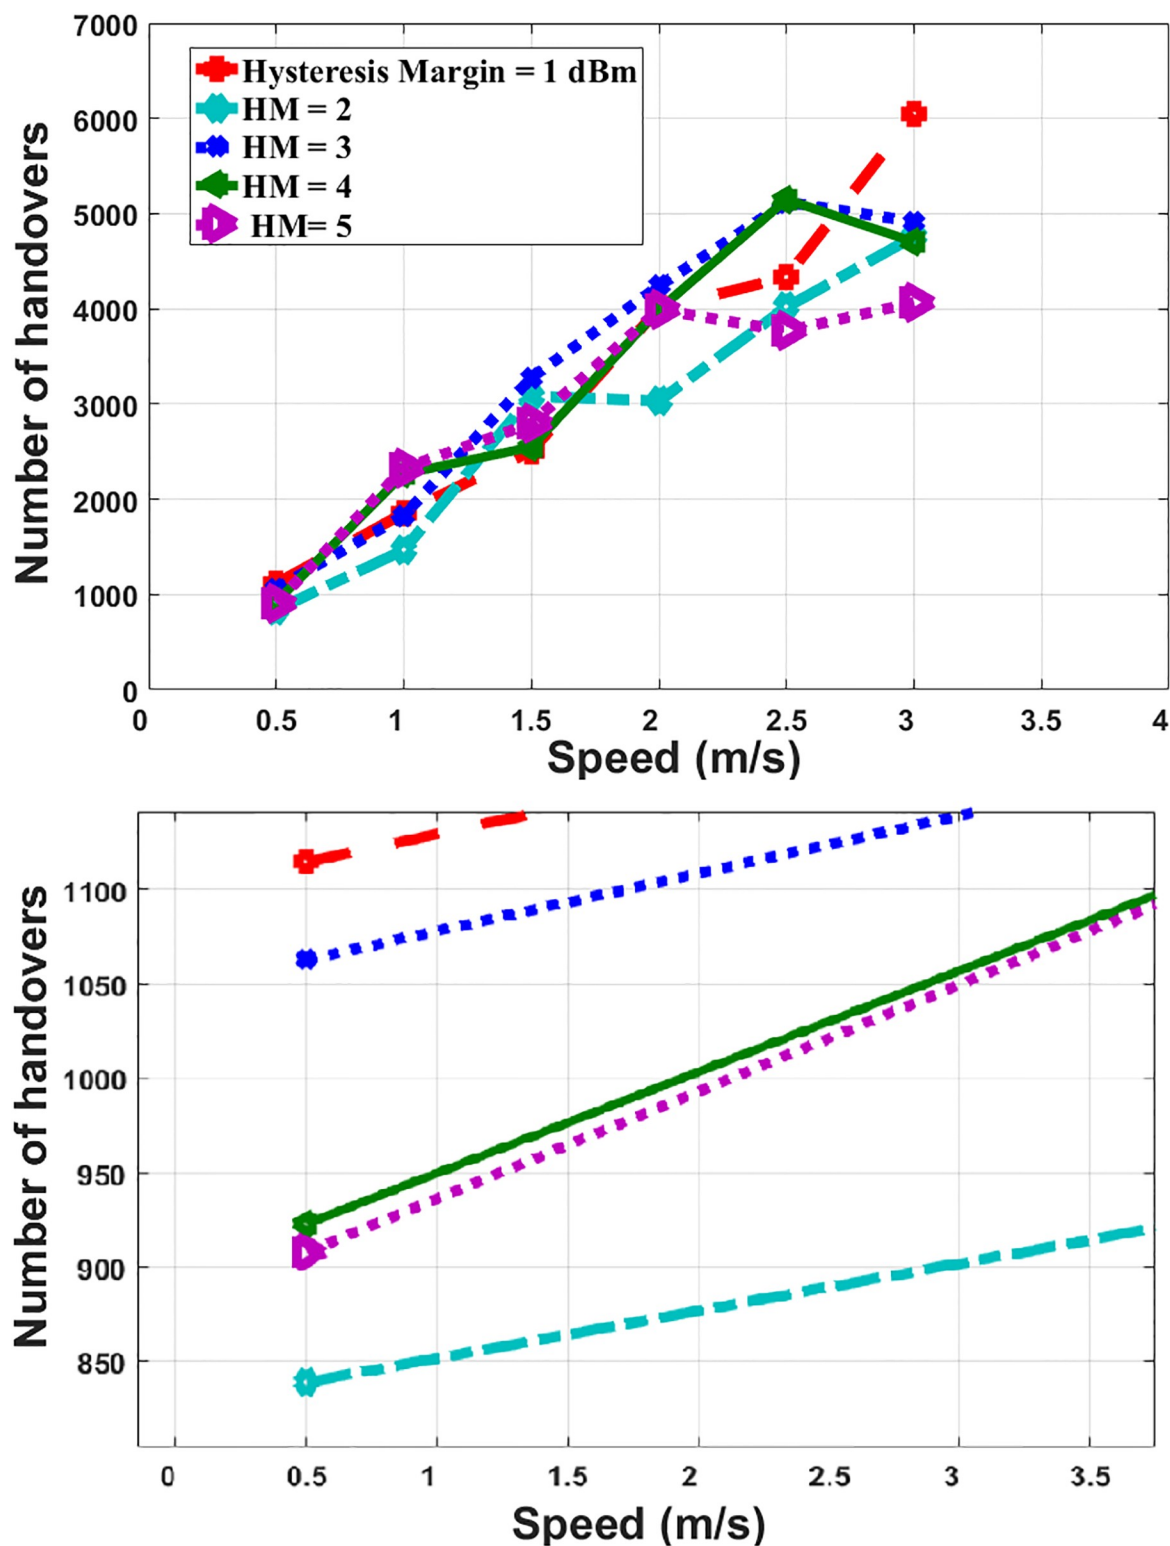 7000
6000
5000
4000
3000
2000
1000
0
Number of handovers
Hysteresis Margin = 1 dBm
HM = 2
HM = 3
HM = 4
HM= 5
0 0.5 1 1.5 2 2.5 3 3.5 4
Speed (m/s)
1100
1050
1000
950
900
850
Number of handovers
0 0.5 1 1.5 2 2.5 3 3.5
Speed (m/s)